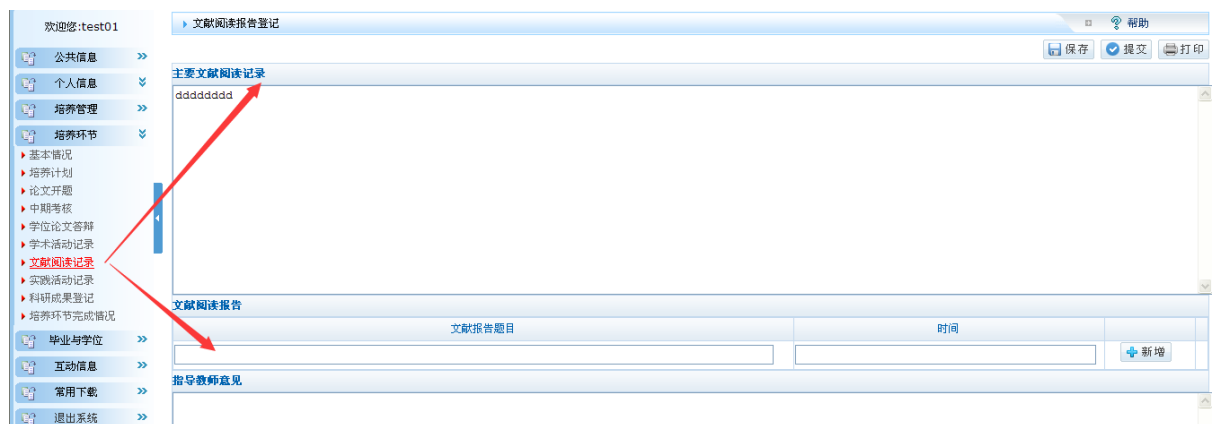 欢迎您:test01
公共信息
个人信息
培养管理
培养环节
基本情况
培养计划
论文开题
中期考核
学位论文答辩
学术活动记录
文献阅读记录
实践活动记录
科研成果登记
培养环节完成情况
毕业与学位
互动信息
常用下载
退出系统
文献阅读报告登记
帮助
保存 提交 打印
主要文献阅读记录
dddddddd
文献阅读报告
文献报告题目 时间
新增
指导教师意见